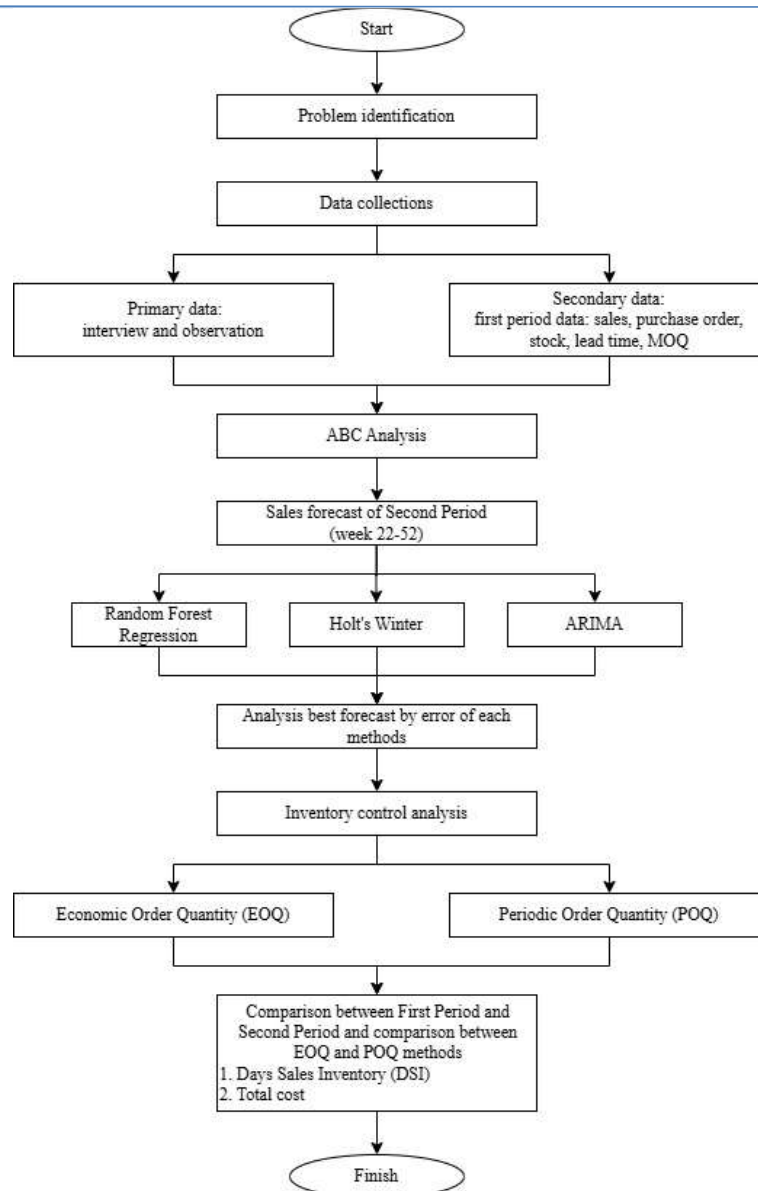 Start
Problem identification
Data collections
Primary data:
interview and observation
Secondary data:
first period data: sales, purchase order,
stock, lead time, MOQ
ABC Analysis
Sales forecast of Second Period
(week 22-52)
Random Forest
Regression
Holt's Winter
ARIMA
Analysis best forecast by error of each
methods
Inventory control analysis
Economic Order Quantity (EOQ)
Periodic Order Quantity (POQ)
Comparison between First Period and
Second Period and comparison between
EOQ and POQ methods
1. Days Sales Inventory (DSI)
2. Total cost
Finish